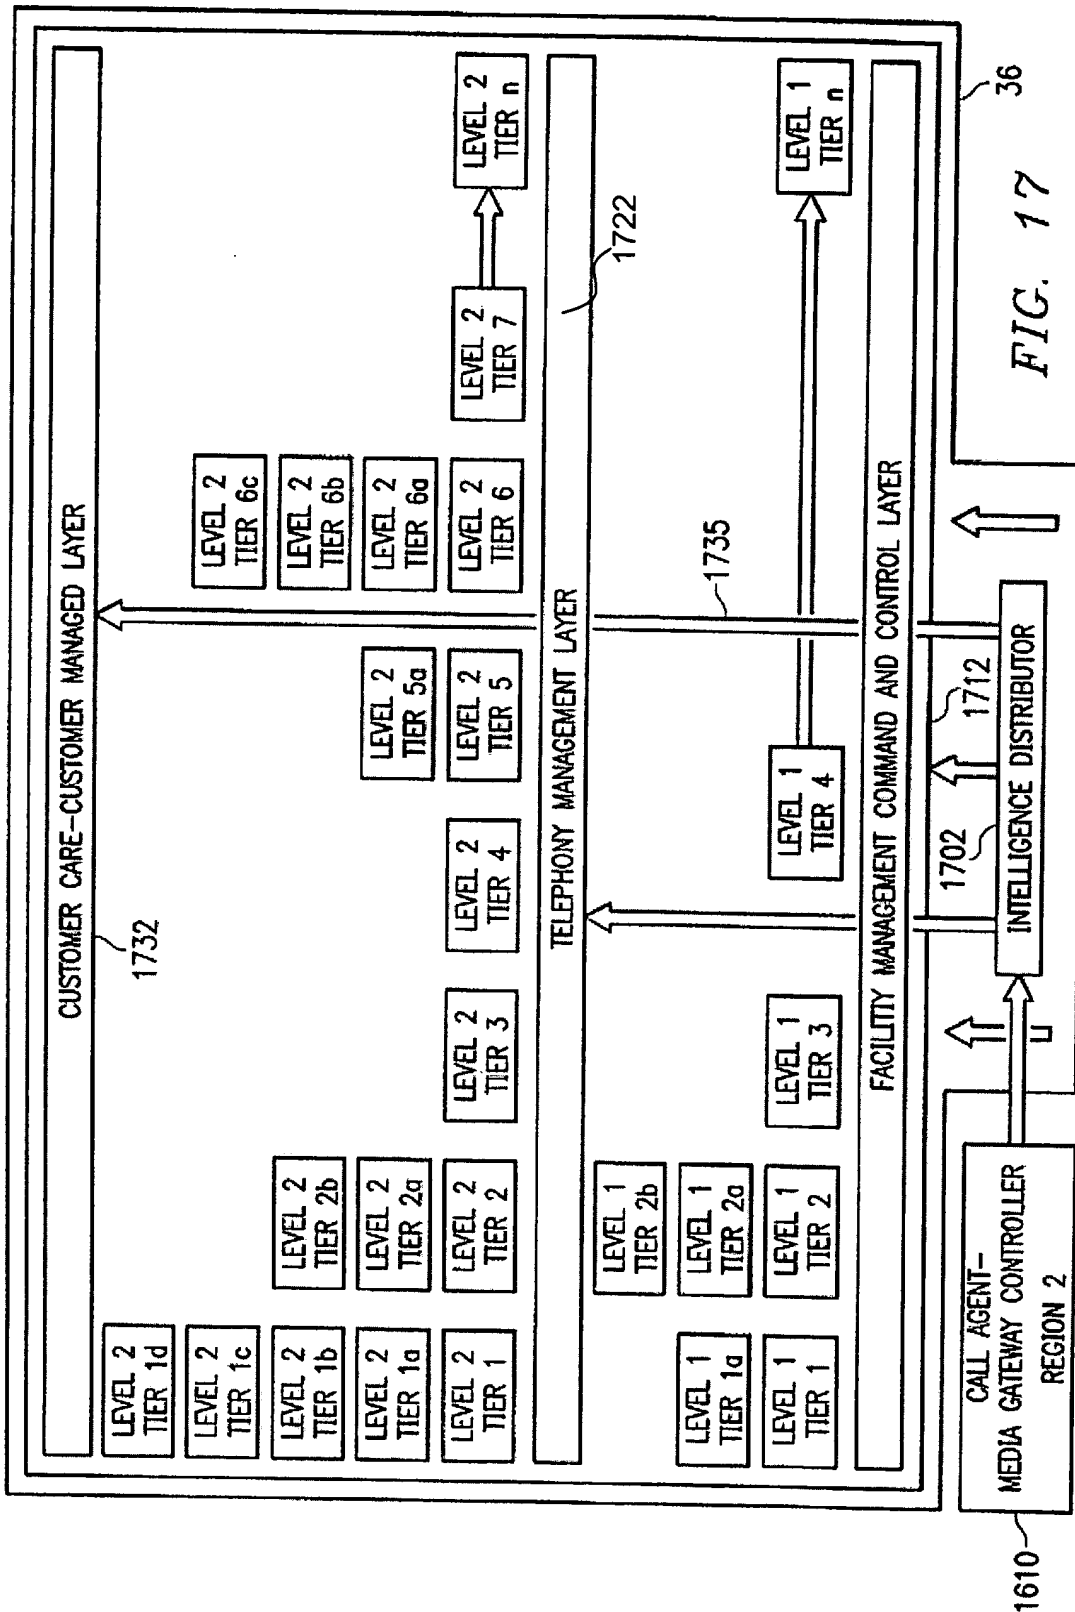 CUSTOMER CARE-CUSTOMER MANAGED LAYER
1732
LEVEL 2
TIER 1d
LEVEL 2
TIER 1c
LEVEL 2
TIER 1b
LEVEL 2
TIER 1a
LEVEL 2
TIER 1
LEVEL 2
TIER 2b
LEVEL 2
TIER 2a
LEVEL 2
TIER 2
LEVEL 2
TIER 3
LEVEL 2
TIER 4
LEVEL 2
TIER 5a
LEVEL 2
TIER 5
LEVEL 2
TIER 6c
LEVEL 2
TIER 6b
LEVEL 2
TIER 6a
LEVEL 2
TIER 6
LEVEL 2
TIER 7
LEVEL 2
TIER n
TELEPHONY MANAGEMENT LAYER
1722
LEVEL 1
TIER 1a
LEVEL 1
TIER 1
LEVEL 1
TIER 2b
LEVEL 1
TIER 2a
LEVEL 1
TIER 2
LEVEL 1
TIER 3
LEVEL 1
TIER 4
1735
LEVEL 1
TIER n
FACILITIY MANAGEMENT COMMAND AND CONTROL LAYER
1702
1712
36
CALL AGENT-
MEDIA GATEWAY CONTROLLER
REGION 2
1610
INTELLIGENCE DISTRIBUTOR
FIG. 17